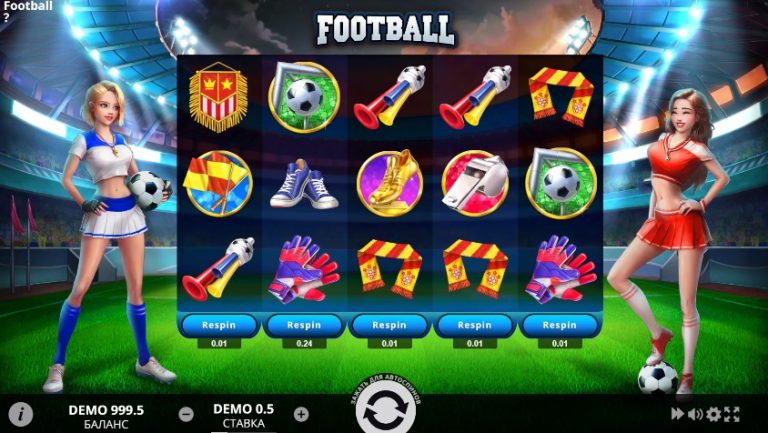 Football
?
FOOTBALL
Respin Respin Respin Respin Respin
0.01 0.24 0.01 0.01 0.01
ЗАЖАТЬ ДЛЯ АВТОСПИНОВ
DEMO 999.5
БАЛАНС
DEMO 0.5
СТАВКА